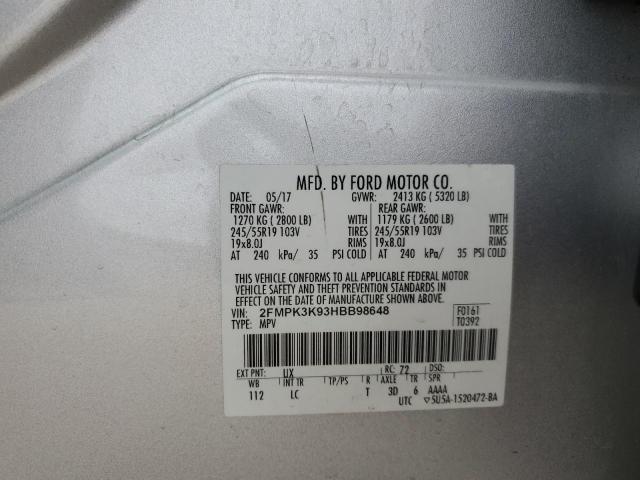 MFD. BY FORD MOTOR CO.
DATE: 05/17 GVWR: 2413 KG ( 5320 LB)
FRONT GAWR: REAR GAWR:
1270 KG ( 2800 LB) WITH 1179 KG ( 2600 LB) WITH
245/55R19 103V TIRES 245/55R19 103V TIRES
19x8.0J RIMS 19x8.0J RIMS
AT 240 kPa/ 35 PSI COLD AT 240 kPa/ 35 PSI COLD
THIS VEHICLE CONFORMS TO ALL APPLICABLE FEDERAL MOTOR
VEHICLE SAFETY AND THEFT PREVENTION STANDARDS IN EFFECT
ON THE DATE OF MANUFACTURE SHOWN ABOVE.
VIN: 2FMPK3K93HBB98648 F0161
TYPE: MPV T0392
EXT PNT: UX RC: 72 DSO:
WB INT TR TP/PS R AXLE TR SPR
112 LC T 3D 6 AAAA
UTC ▽5U5A-1520472-BA